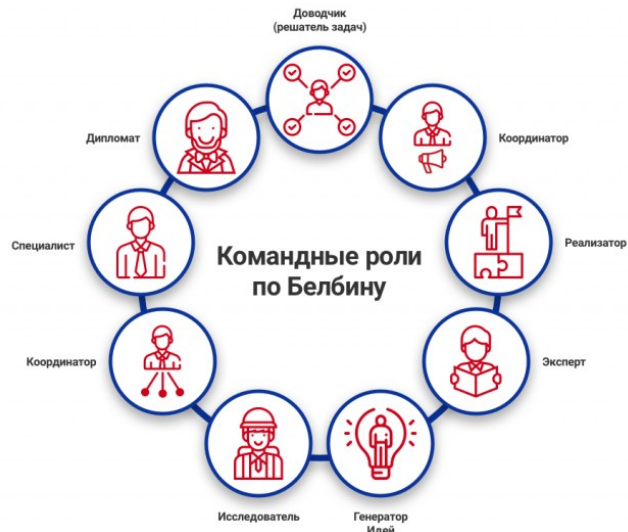 Доводчик
(решатель задач)
Дипломат
Координатор
Специалист
Командные роли
по Белбину
Реализатор
Координатор
Эксперт
Исследователь
Генератор
Идей